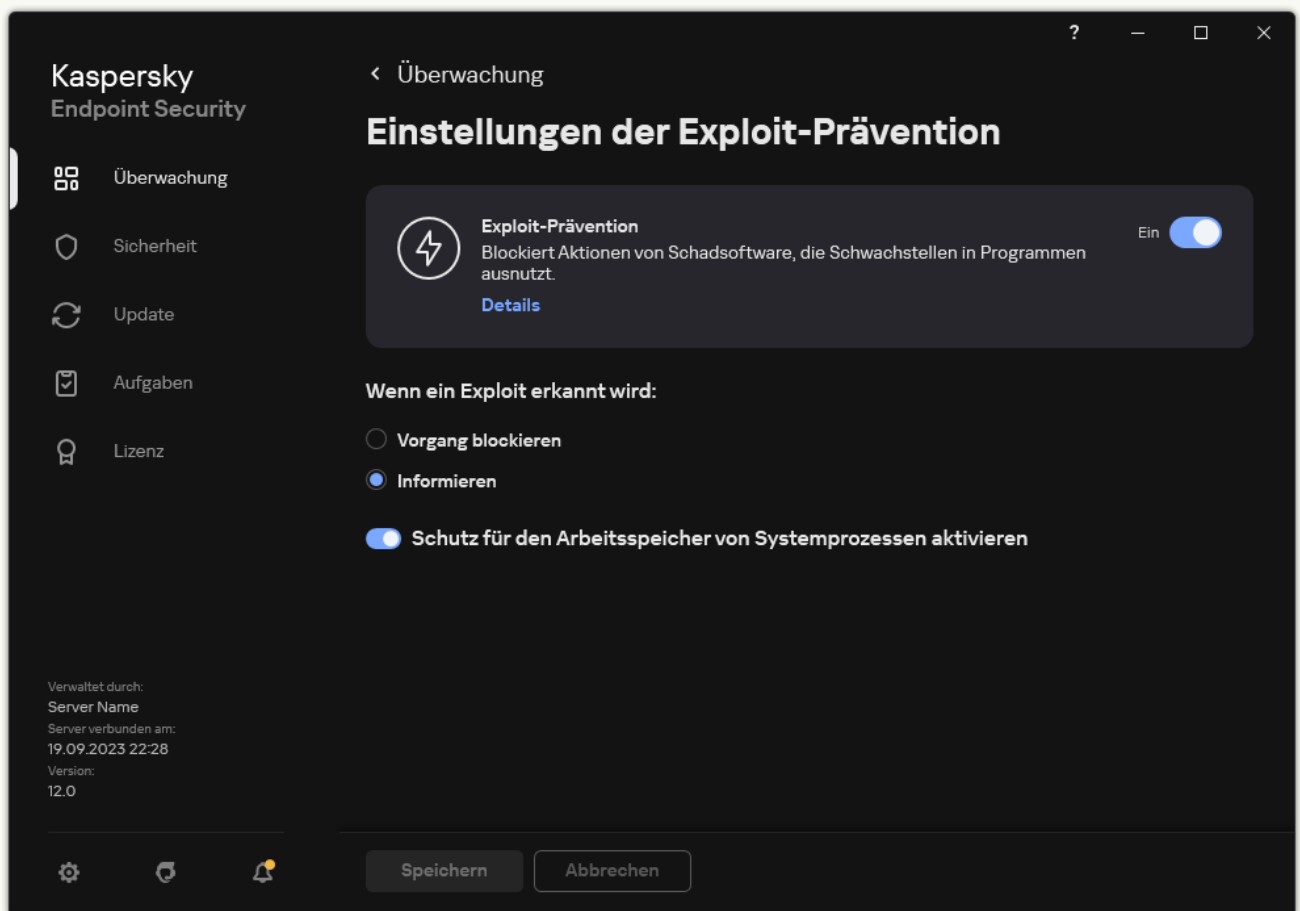 ?
Kaspersky
Endpoint Security
Überwachung
Sicherheit
Update
Aufgaben
Lizenz
Verwaltet durch:
Server Name
Server verbunden am:
19.09.2023 22:28
Version:
12.0
Überwachung
Einstellungen der Exploit-Prävention
Exploit-Prävention
Blockiert Aktionen von Schadsoftware, die Schwachstellen in Programmen
ausnutzt.
Details
Ein
Wenn ein Exploit erkannt wird:
Vorgang blockieren
Informieren
Schutz für den Arbeitsspeicher von Systemprozessen aktivieren
Speichern
Abbrechen